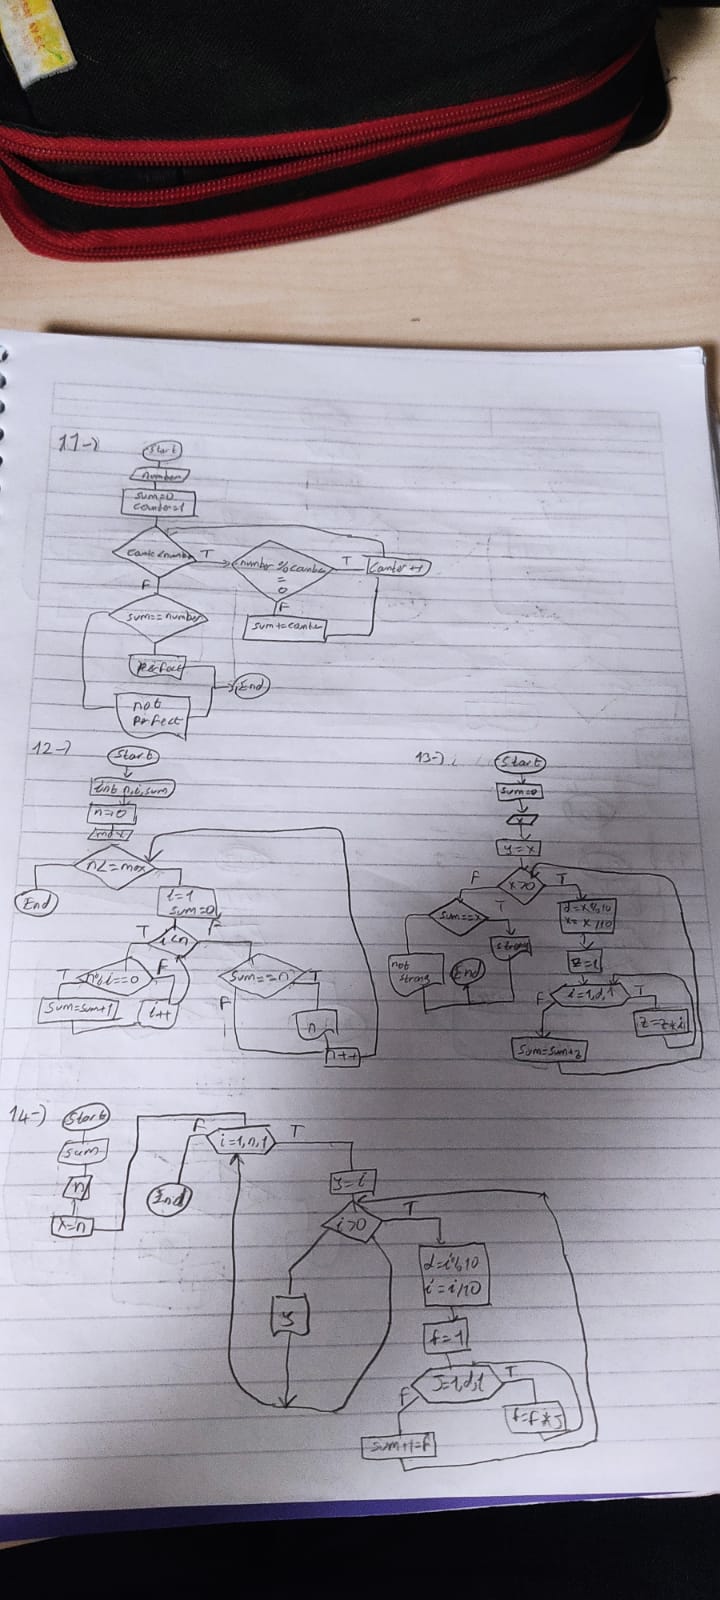 11-)
Start
number
sum=0
counter=1
counter<number T
number % counter
=
0
T
counter++
F
F
sum==number
sum+=counter
perfect
End
not
perfect
12-)
Start
int n,i,sum
n=0
max
n<=max
End
i=1
sum=0
T
i<n
F
T
n%i==0
F
sum==n
T
sum=sum+1
i++
F
n
n++
13-)
Start
sum=0
x
y=x
F
x>0
T
sum==x
T
d=x%10
x=x/10
not
strong
End
strong
z=1
F
i=1,d,1
T
z=z*i
sum=sum+z
14-)
Start
sum
n
x=n
F
i=1,n,1
T
End
y=i
i>0
T
d=i%10
i=i/10
y
f=1
J=1,d,1
T
F
f=f*J
sum+=f